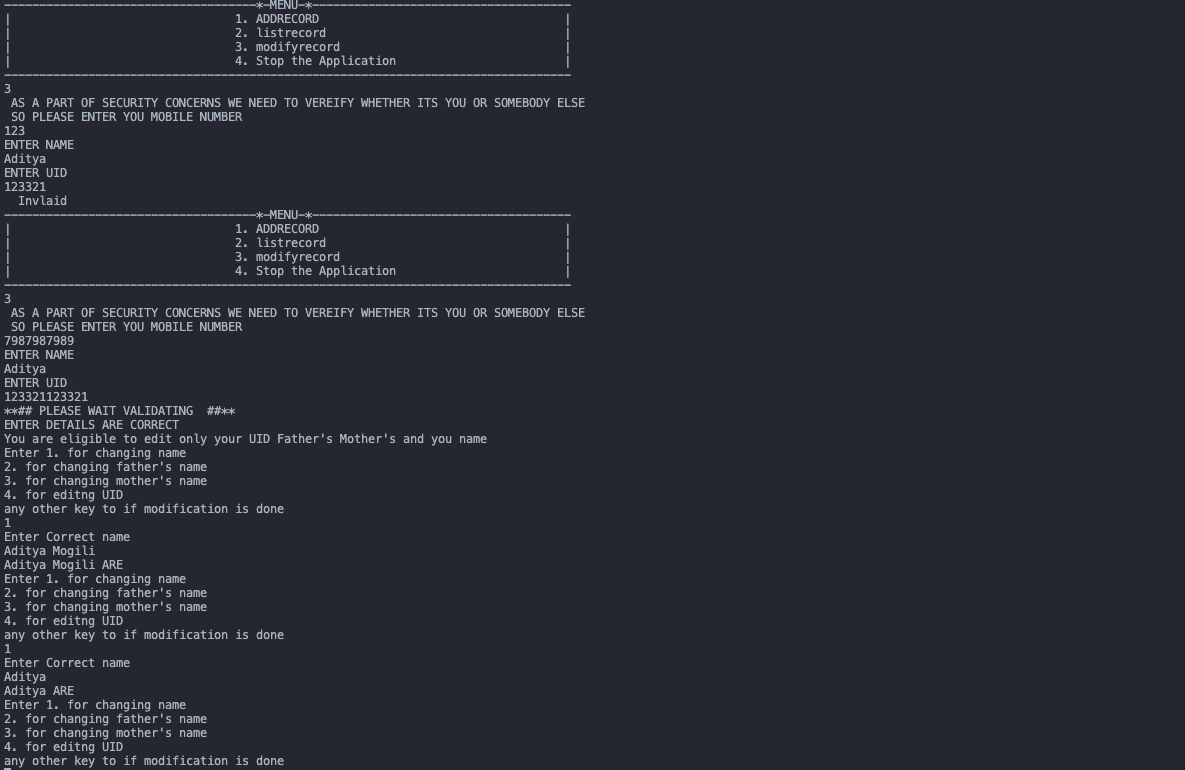 ------------------------------------*-MENU-*-------------------------------------
|                                1. ADDRECORD                                   |
|                                2. listrecord                                  |
|                                3. modifyrecord                                |
|                                4. Stop the Application                        |
---------------------------------------------------------------------------------
3
 AS A PART OF SECURITY CONCERNS WE NEED TO VEREIFY WHETHER ITS YOU OR SOMEBODY ELSE
 SO PLEASE ENTER YOU MOBILE NUMBER
123
ENTER NAME
Aditya
ENTER UID
123321
  Invlaid
------------------------------------*-MENU-*-------------------------------------
|                                1. ADDRECORD                                   |
|                                2. listrecord                                  |
|                                3. modifyrecord                                |
|                                4. Stop the Application                        |
---------------------------------------------------------------------------------
3
 AS A PART OF SECURITY CONCERNS WE NEED TO VEREIFY WHETHER ITS YOU OR SOMEBODY ELSE
 SO PLEASE ENTER YOU MOBILE NUMBER
7987987989
ENTER NAME
Aditya
ENTER UID
123321123321
**## PLEASE WAIT VALIDATING  ##**
ENTER DETAILS ARE CORRECT
You are eligible to edit only your UID Father's Mother's and you name
Enter 1. for changing name
2. for changing father's name
3. for changing mother's name
4. for editng UID
any other key to if modification is done
1
Enter Correct name
Aditya Mogili
Aditya Mogili ARE
Enter 1. for changing name
2. for changing father's name
3. for changing mother's name
4. for editng UID
any other key to if modification is done
1
Enter Correct name
Aditya
Aditya ARE
Enter 1. for changing name
2. for changing father's name
3. for changing mother's name
4. for editng UID
any other key to if modification is done